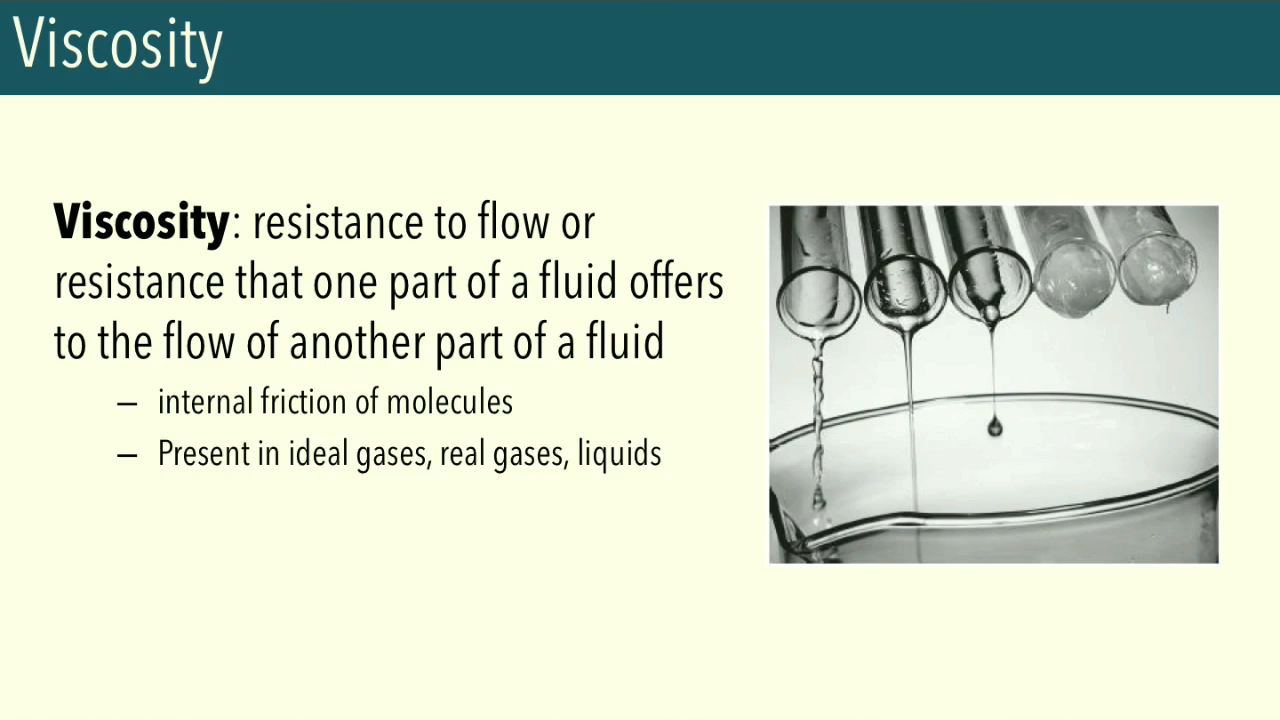 Viscosity
Viscosity: resistance to flow or
resistance that one part of a fluid offers
to the flow of another part of a fluid
– internal friction of molecules
– Present in ideal gases, real gases, liquids